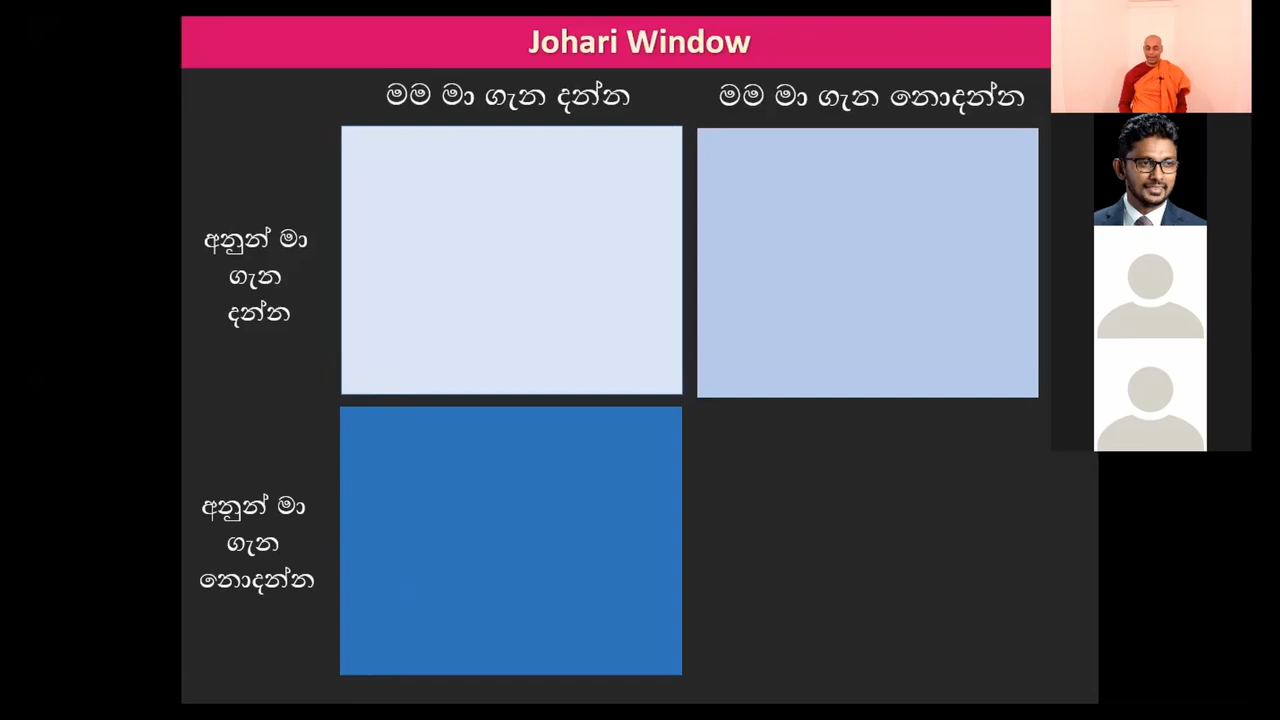 Johari Window
මම මා ගැන දන්න
මම මා ගැන නොදන්න
අනුන් මා
ගැන
දන්න
අනුන් මා
ගැන
නොදන්න